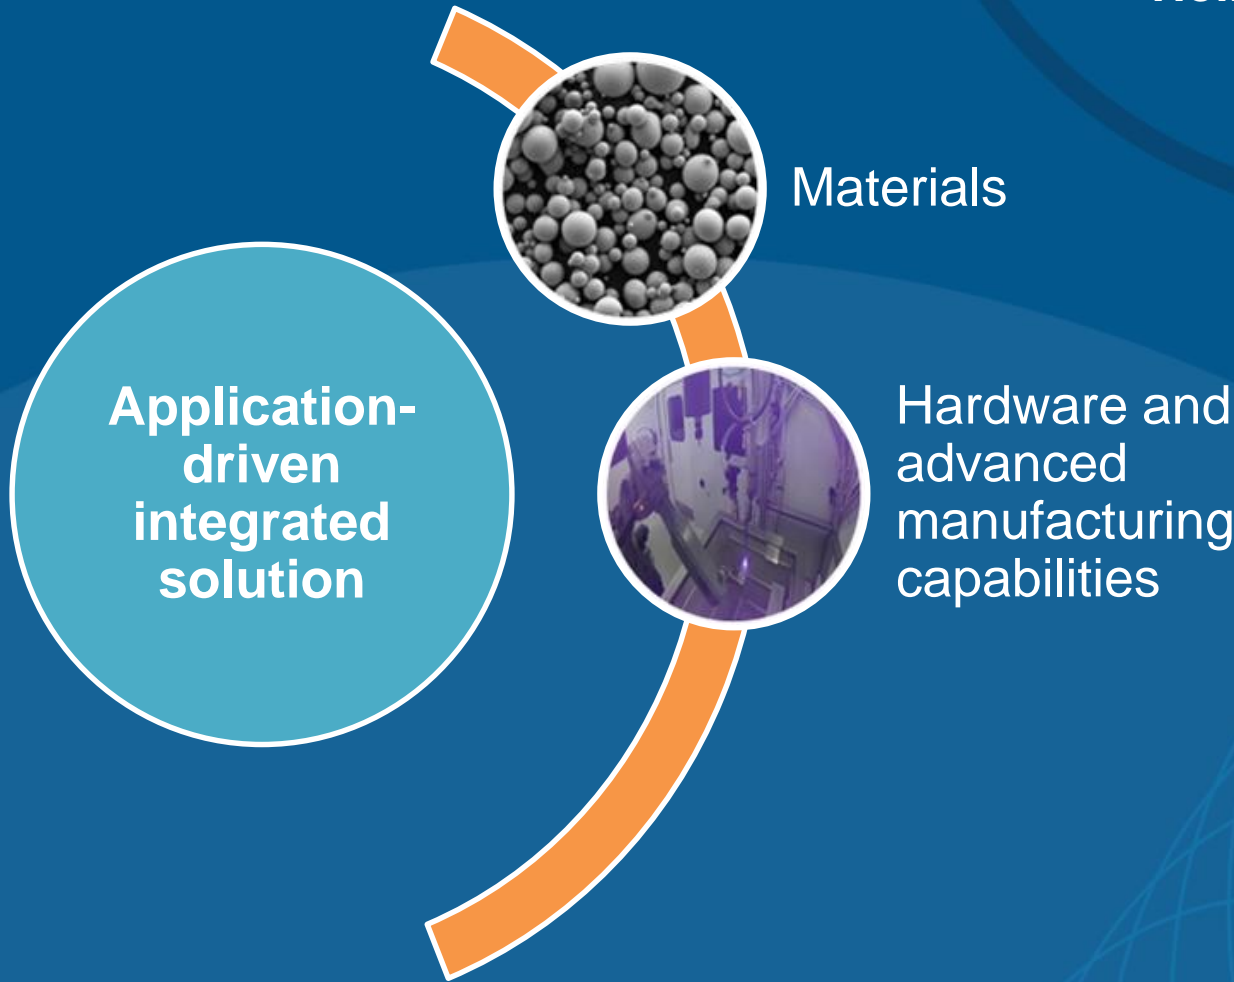 Materials
Application-
driven
integrated
solution
Hardware and
advanced
manufacturing
capabilities